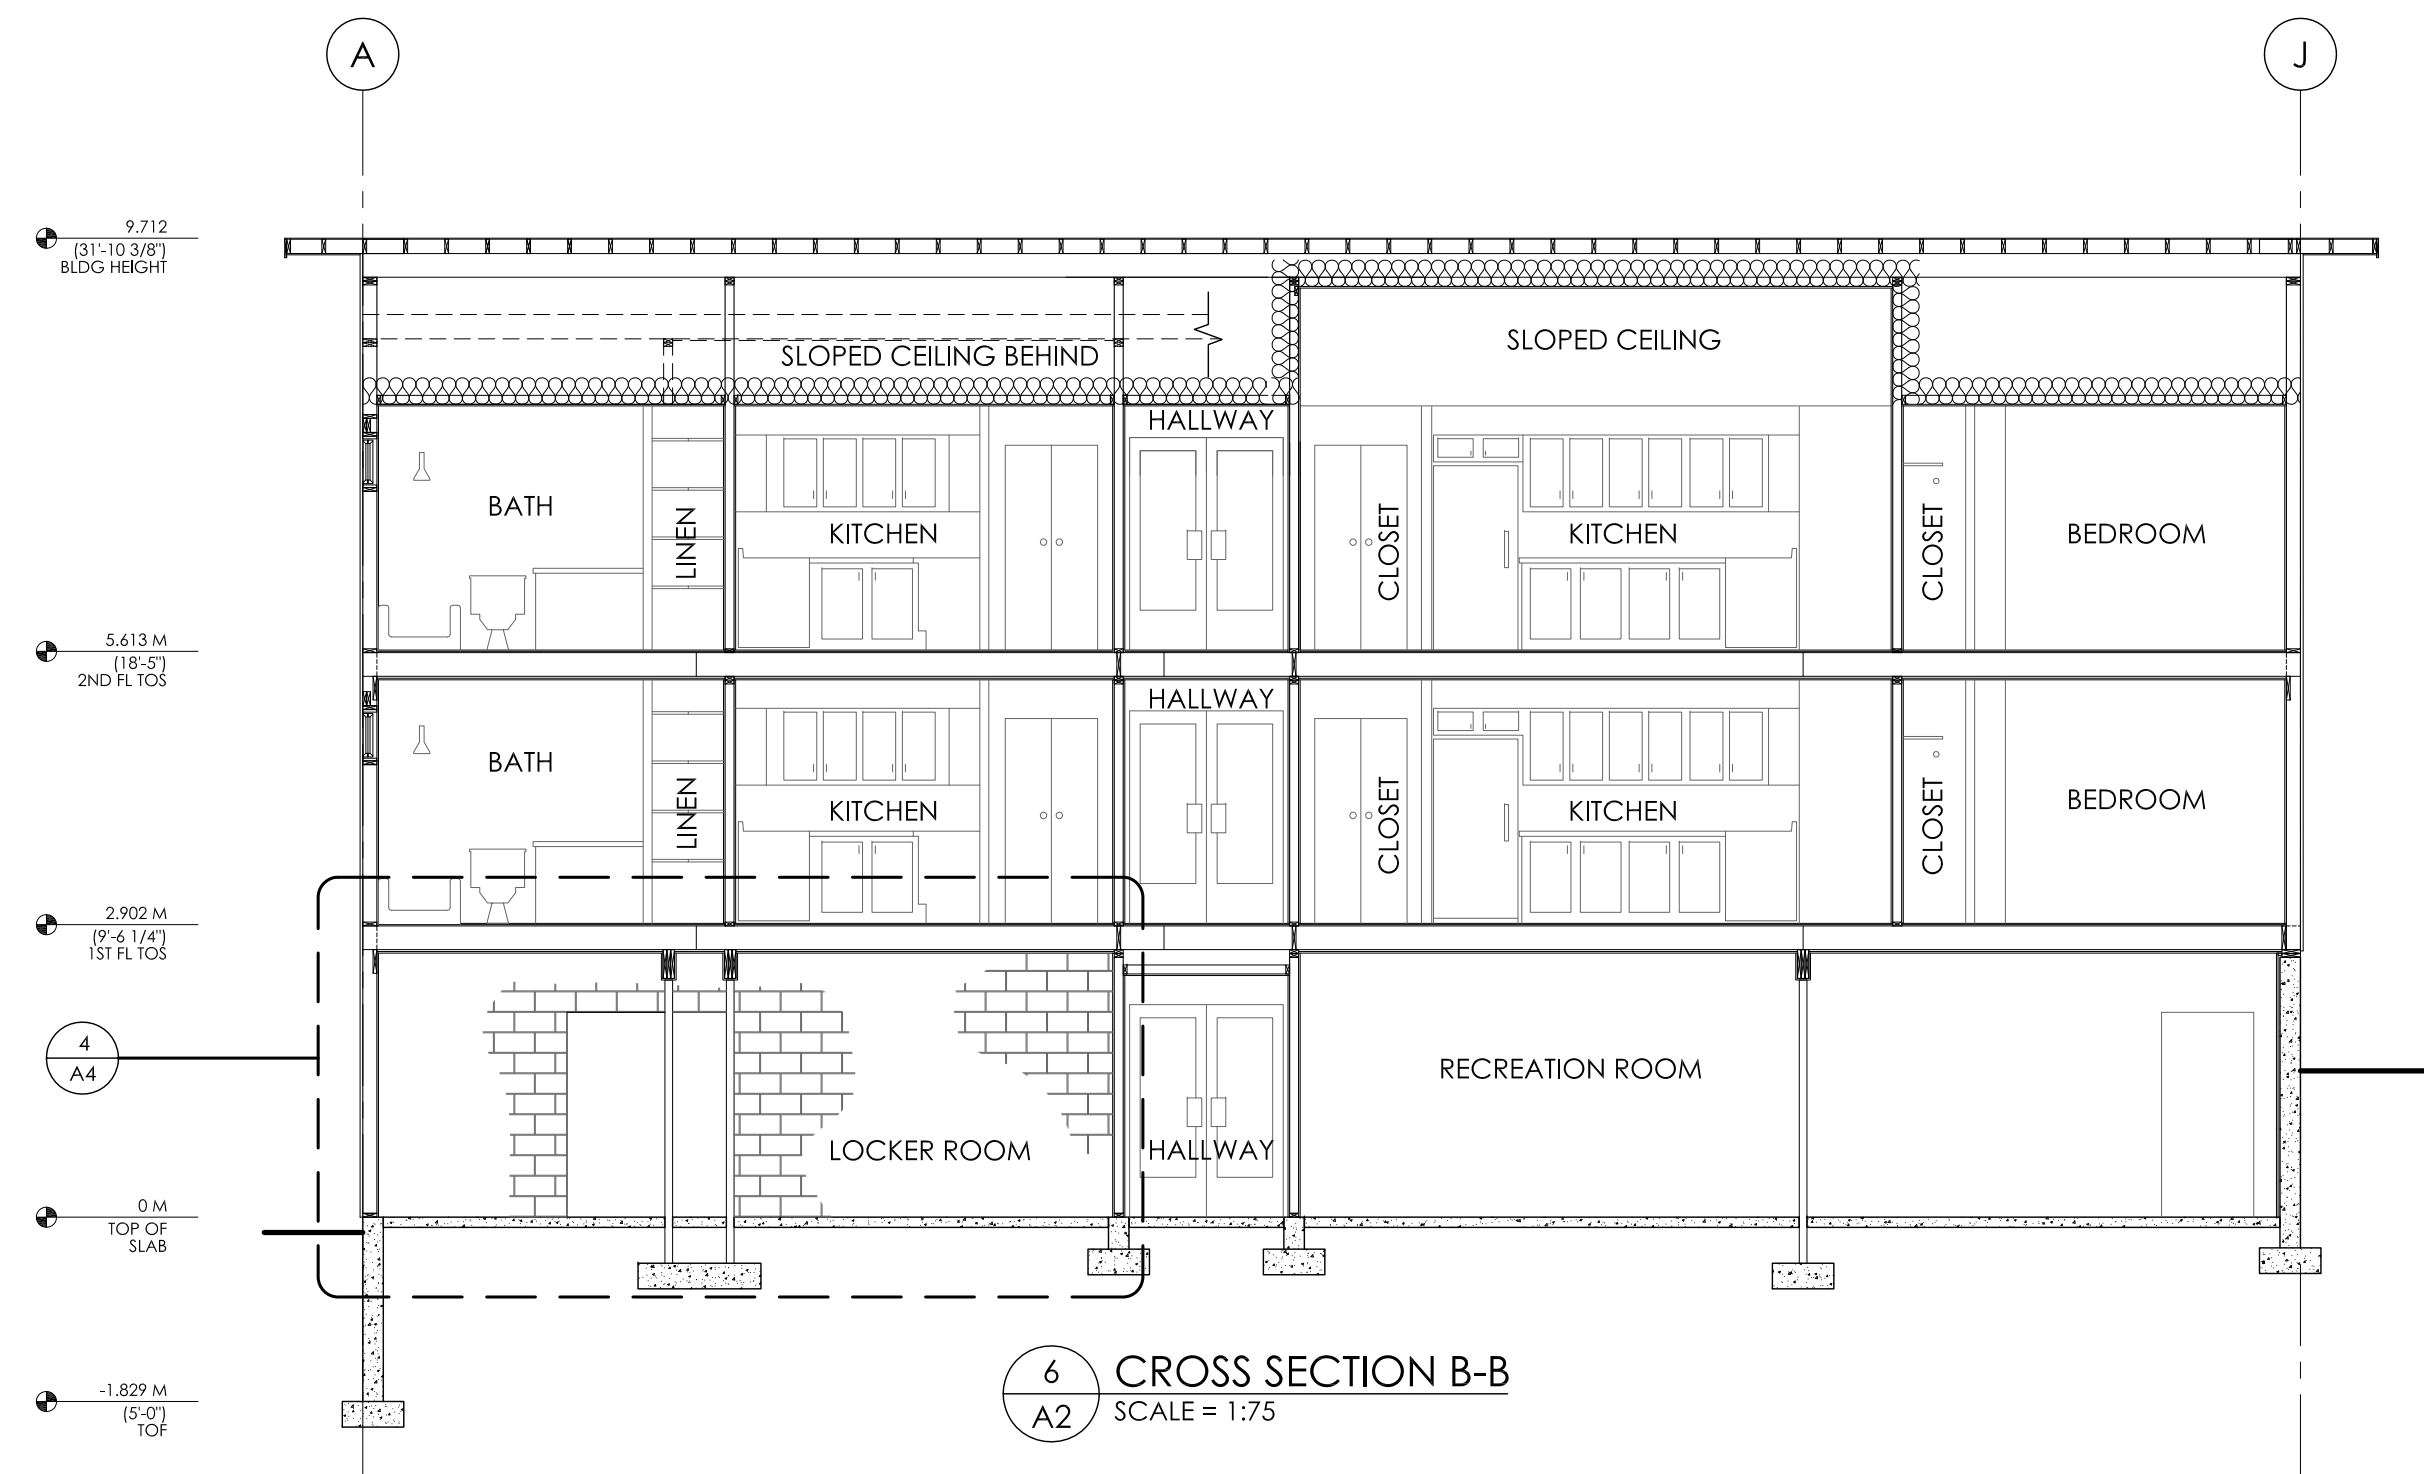 A
J
9.712
(31'-10 3/8")
BLDG HEIGHT
SLOPED CEILING
SLOPED CEILING BEHIND
HALLWAY
BATH
LINEN
KITCHEN
CLOSET
KITCHEN
CLOSET
BEDROOM
5.613 M
(18'-5")
2ND FL TOS
HALLWAY
BATH
LINEN
KITCHEN
CLOSET
KITCHEN
CLOSET
BEDROOM
2.902 M
(9'-6 1/4")
1ST FL TOS
4
A4
RECREATION ROOM
LOCKER ROOM
HALLWAY
0 M
TOP OF
SLAB
-1.829 M
(5'-0")
TOF
6
A2
CROSS SECTION B-B
SCALE = 1:75